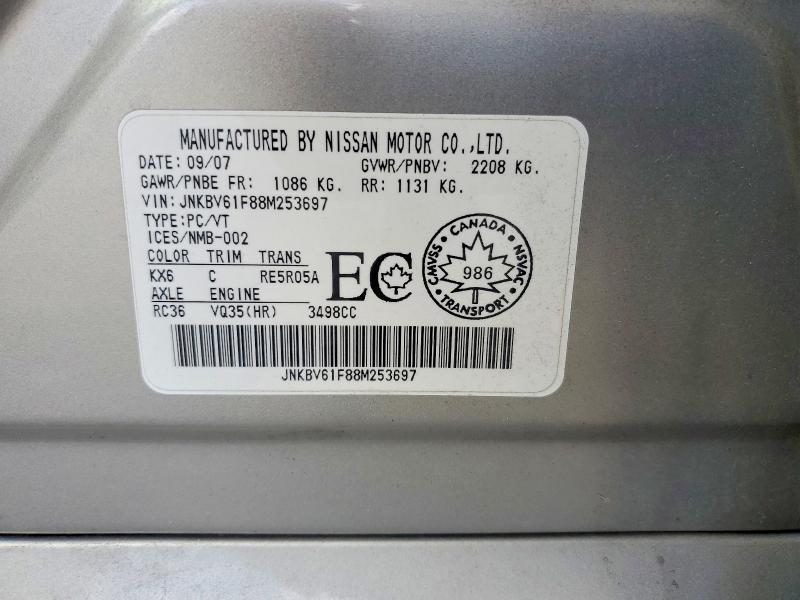 MANUFACTURED BY NISSAN MOTOR CO.,LTD.
DATE: 09/07 GVWR/PNBV: 2208 KG.
GAWR/PNBE FR: 1086 KG. RR: 1131 KG.
VIN: JNKBV61F88M253697
TYPE: PC/VT
ICES/NMB-002
COLOR TRIM TRANS
KX6 C RE5R05A
AXLE ENGINE
RC36 VQ35(HR) 3498CC
EC
CANADA
CMVSS NSVAC
986
TRANSPORT
JNKBV61F88M253697